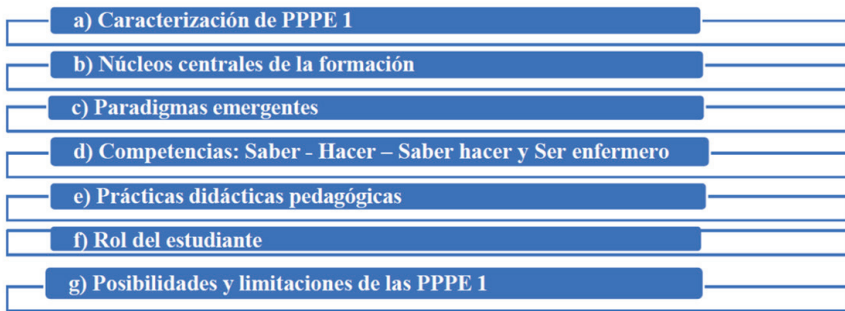 a) Caracterización de PPPE 1
b) Núcleos centrales de la formación
c) Paradigmas emergentes
d) Competencias: Saber - Hacer – Saber hacer y Ser enfermero
e) Prácticas didácticas pedagógicas
f) Rol del estudiante
g) Posibilidades y limitaciones de las PPPE 1